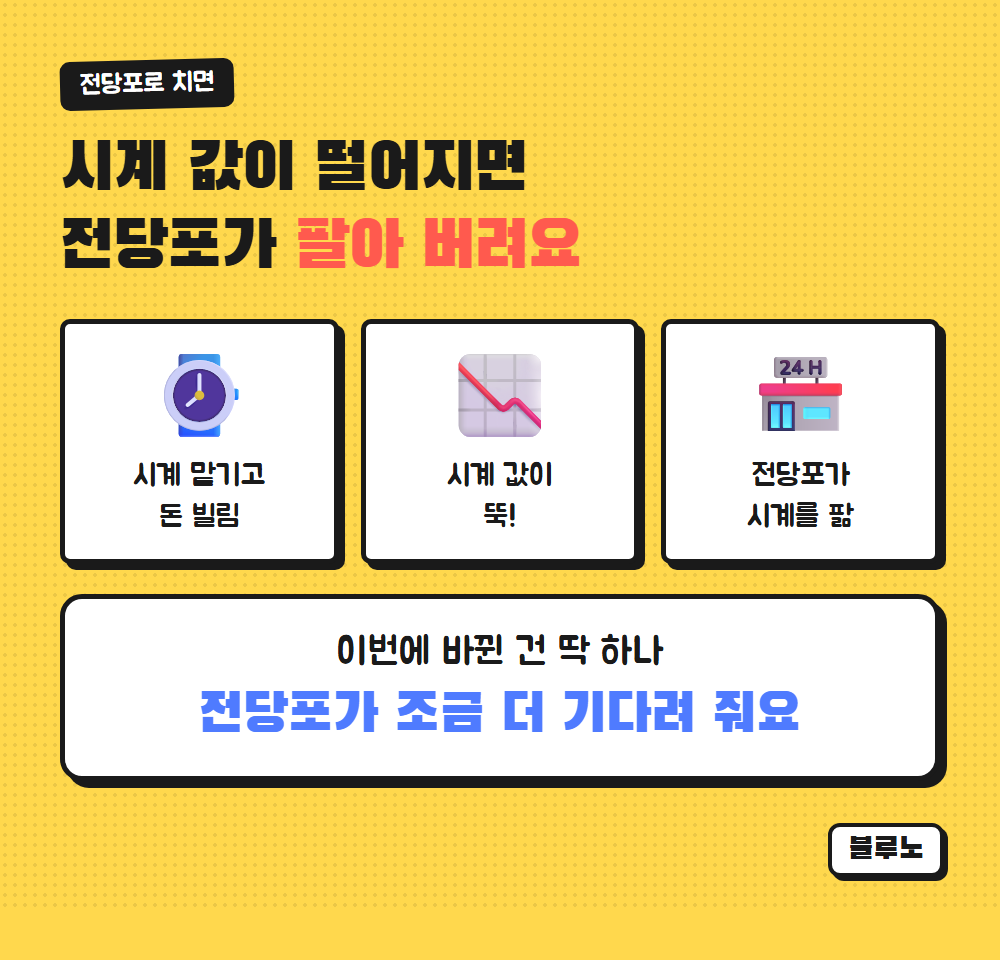 전당포로 치면
시계 값이 떨어지면
전당포가 팔아 버려요
시계 맡기고
돈 빌림
시계 값이
뚝!
24 H
전당포가
시계를 팖
이번에 바뀐 건 딱 하나
전당포가 조금 더 기다려 줘요
블루노